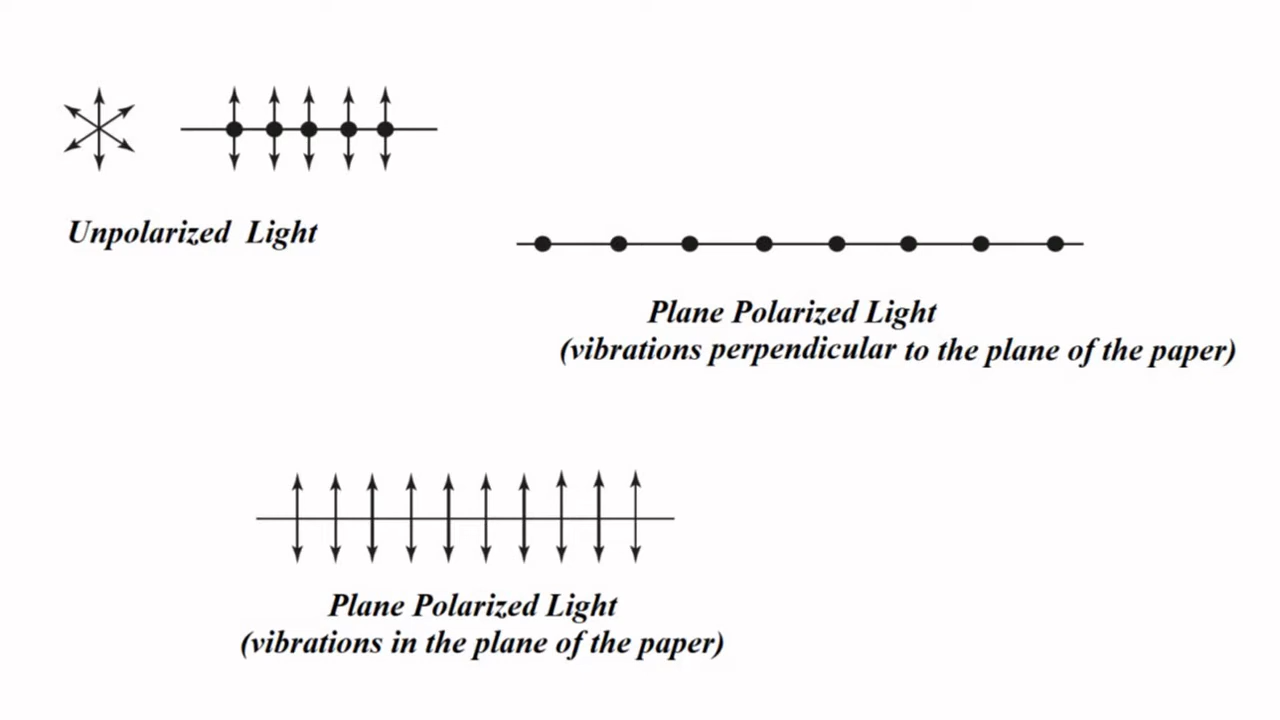 Unpolarized Light
Plane Polarized Light
(vibrations perpendicular to the plane of the paper)
Plane Polarized Light
(vibrations in the plane of the paper)